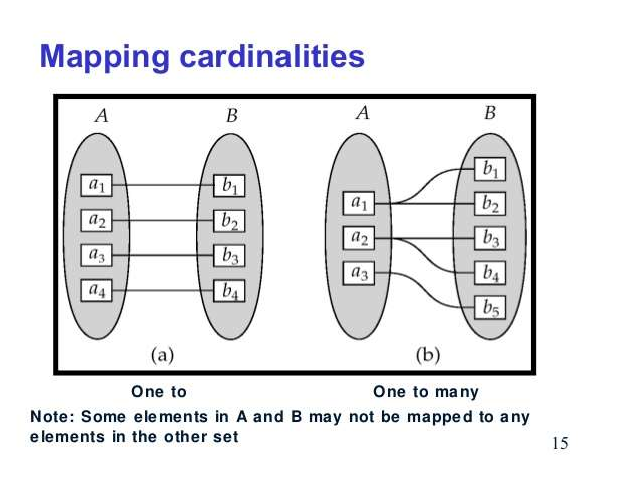 Mapping cardinalities
A B A B
a1 b1
a2 b2
a3 b3
a4 b4
a1 b1
a2 b2
a3 b3
b4
b5
(a) (b)
One to One to many
Note: Some elements in A and B may not be mapped to any
elements in the other set
15